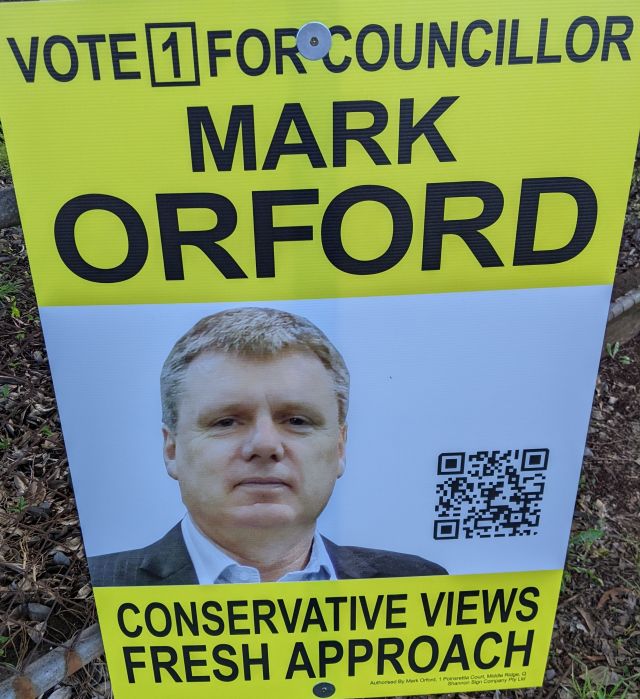 VOTE 1 FOR COUNCILLOR
MARK
ORFORD
CONSERVATIVE VIEWS
FRESH APPROACH
Authorised By Mark Orford, 1 Poinsettia Court, Middle Ridge, Q
Shannon Sign Company Pty Ltd